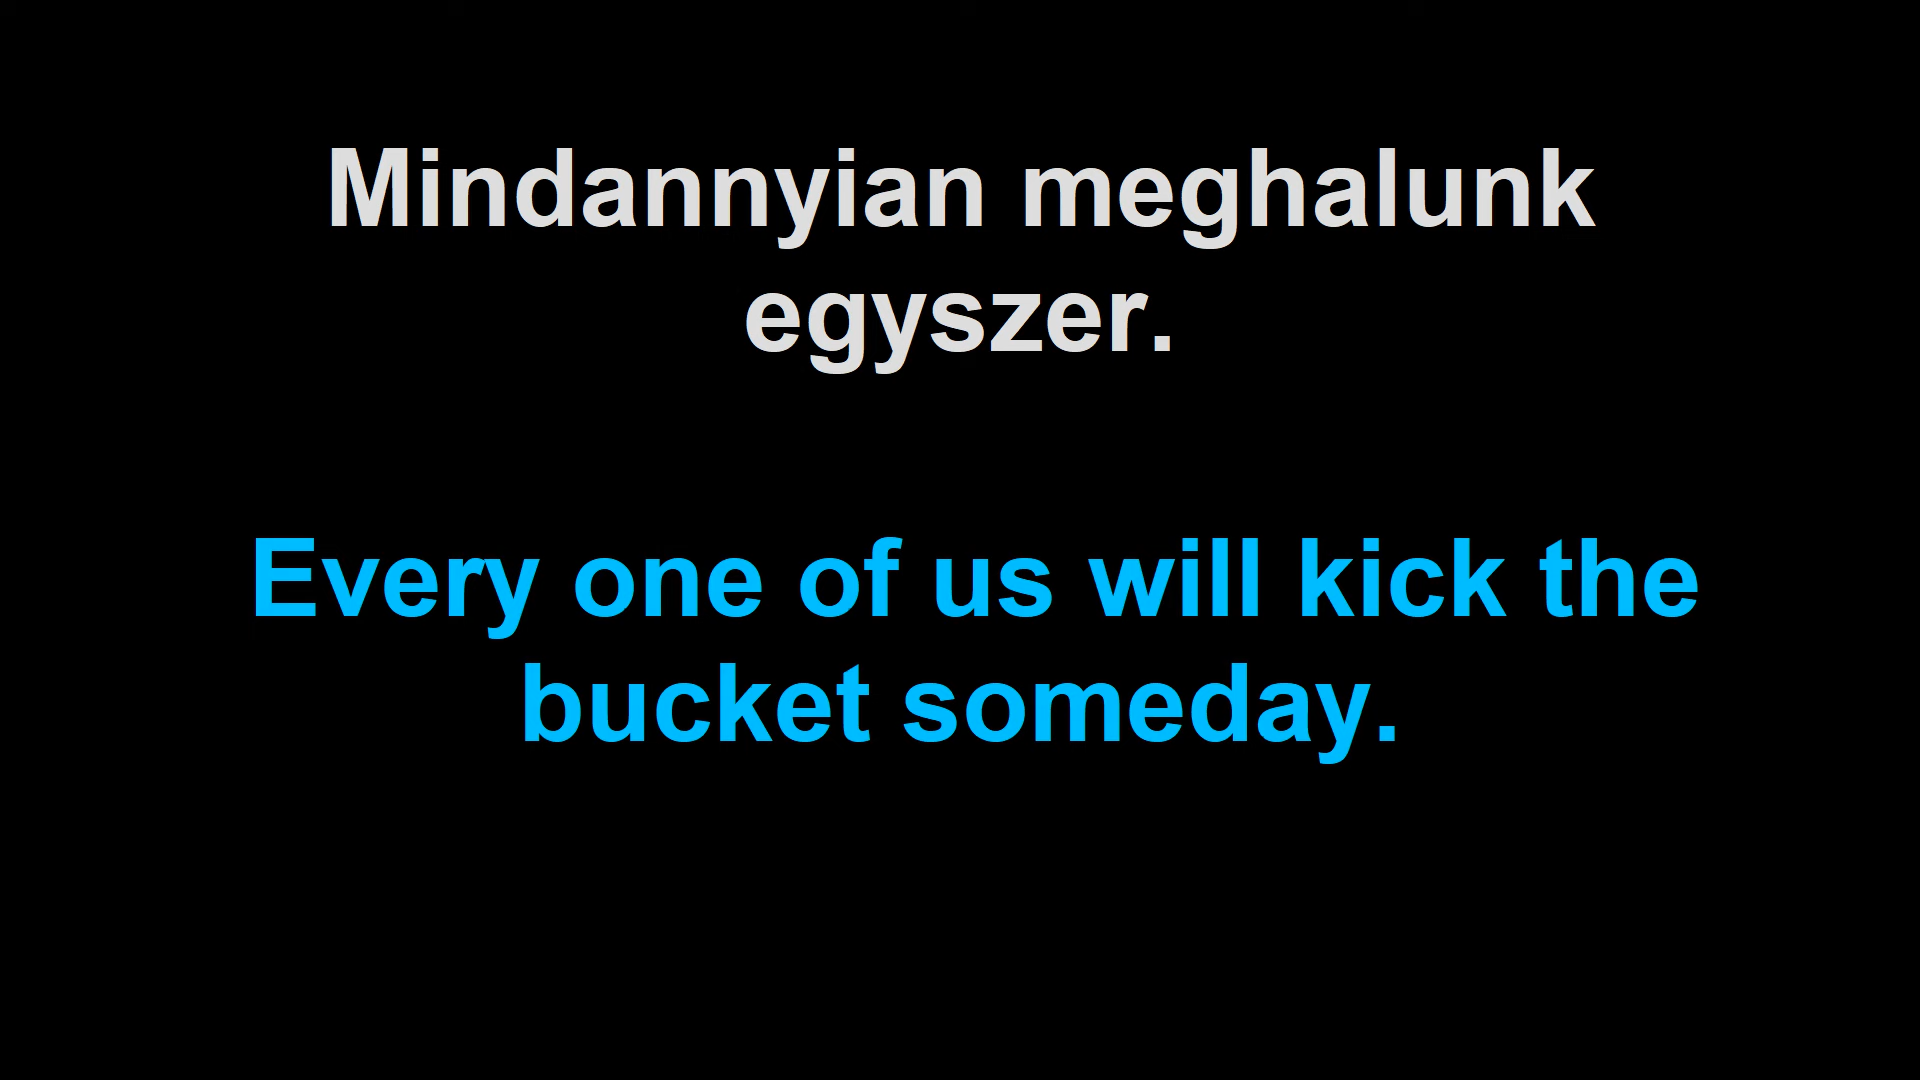 Mindannyian meghalunk
egyszer.
Every one of us will kick the
bucket someday.